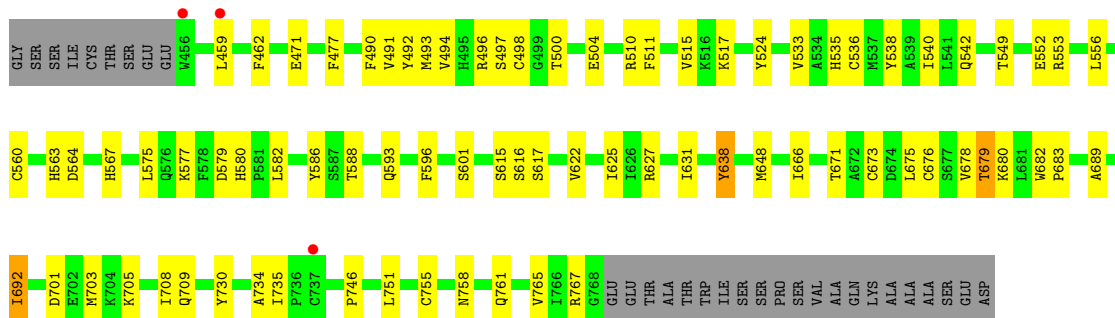 GLY SER SER ILE CYS THR SER GLU GLU W456 L459 F462 E471 F477 F490 V491 Y492 M493 V494 H495 R496 S497 C498 G499 T500 E504 R510 F511 V515 K516 K517 Y524 V533 A534 H535 C536 M537 Y538 A539 I540 L541 Q542 T549 E552 R553 L556
C560 H563 D564 H567 L575 Q576 K577 F578 D579 H580 P581 L582 Y586 S587 T588 Q593 F596 S601 S615 S616 S617 V622 I625 I626 R627 I631 Y638 M648 I666 T671 A672 C673 D674 L675 C676 S677 V678 T679 K680 L681 W682 P683 A689
I692 D701 E702 M703 K704 K705 I708 Q709 Y730 A734 I735 P736 C737 P746 L751 C755 N758 Q761 V765 I766 R767 G768 GLU GLU THR ALA THR TRP ILE SER SER PRO SER VAL ALA GLN LYS ALA ALA ALA SER GLU ASP